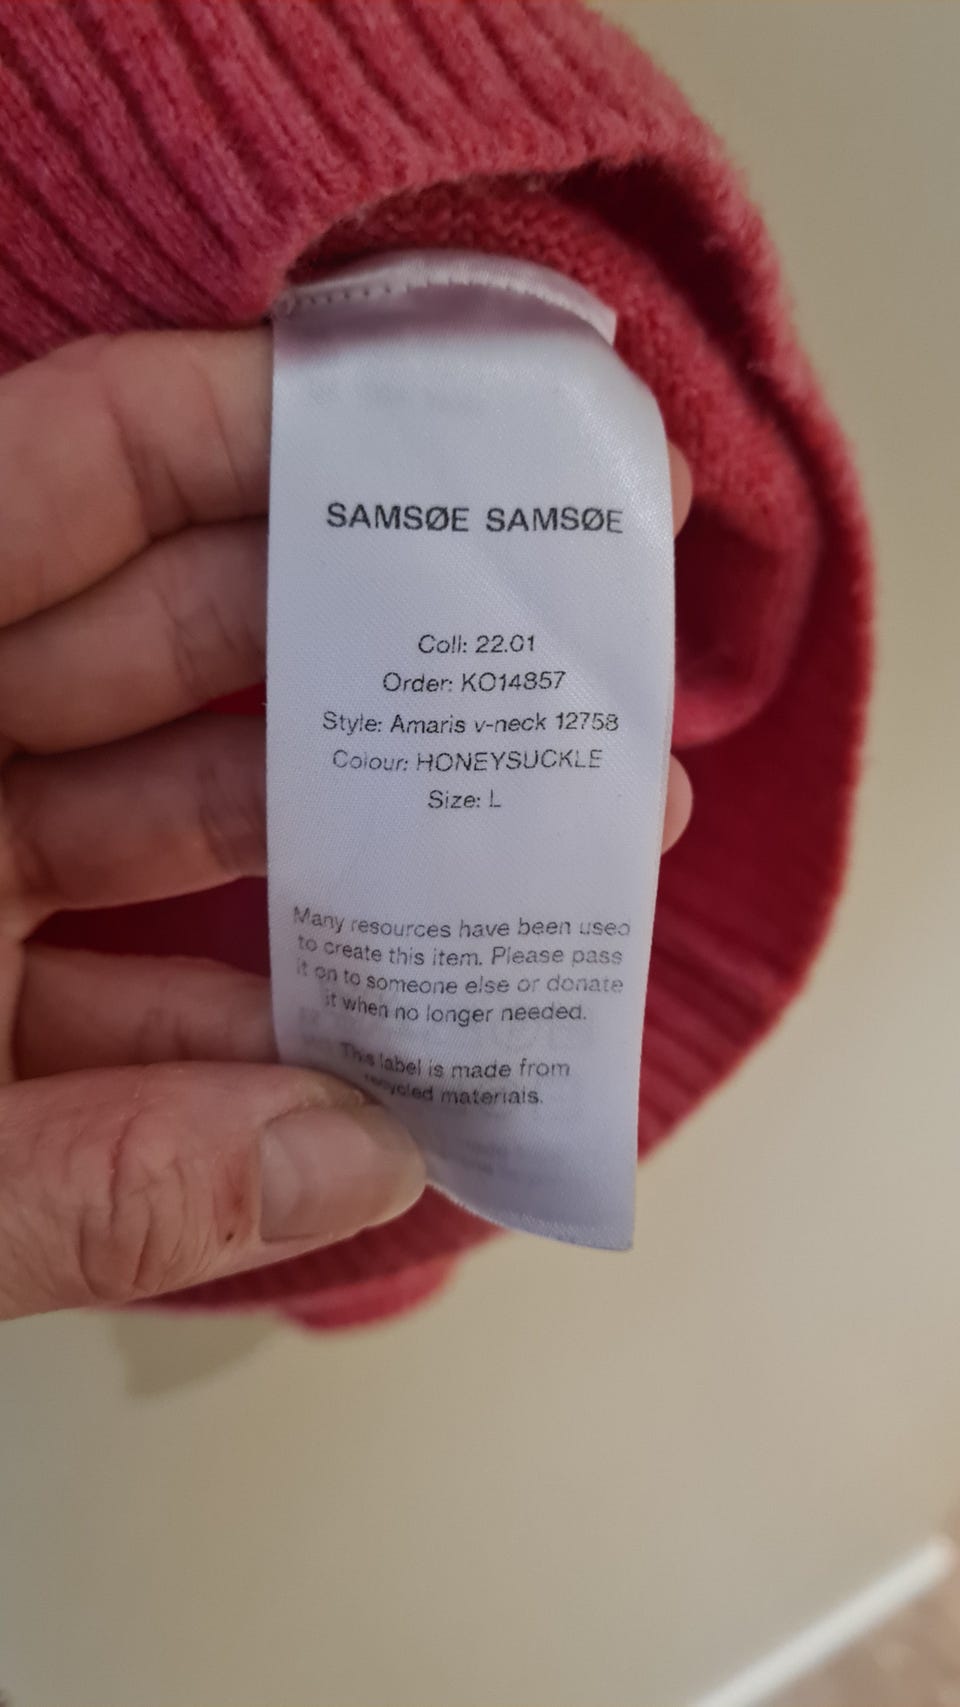 SAMSØE SAMSØE
Coll: 22.01
Order: KO14857
Style: Amaris v-neck 12758
Colour: HONEYSUCKLE
Size: L
Many resources have been used
to create this item. Please pass
it on to someone else or donate
it when no longer needed.
This label is made from
recycled materials.